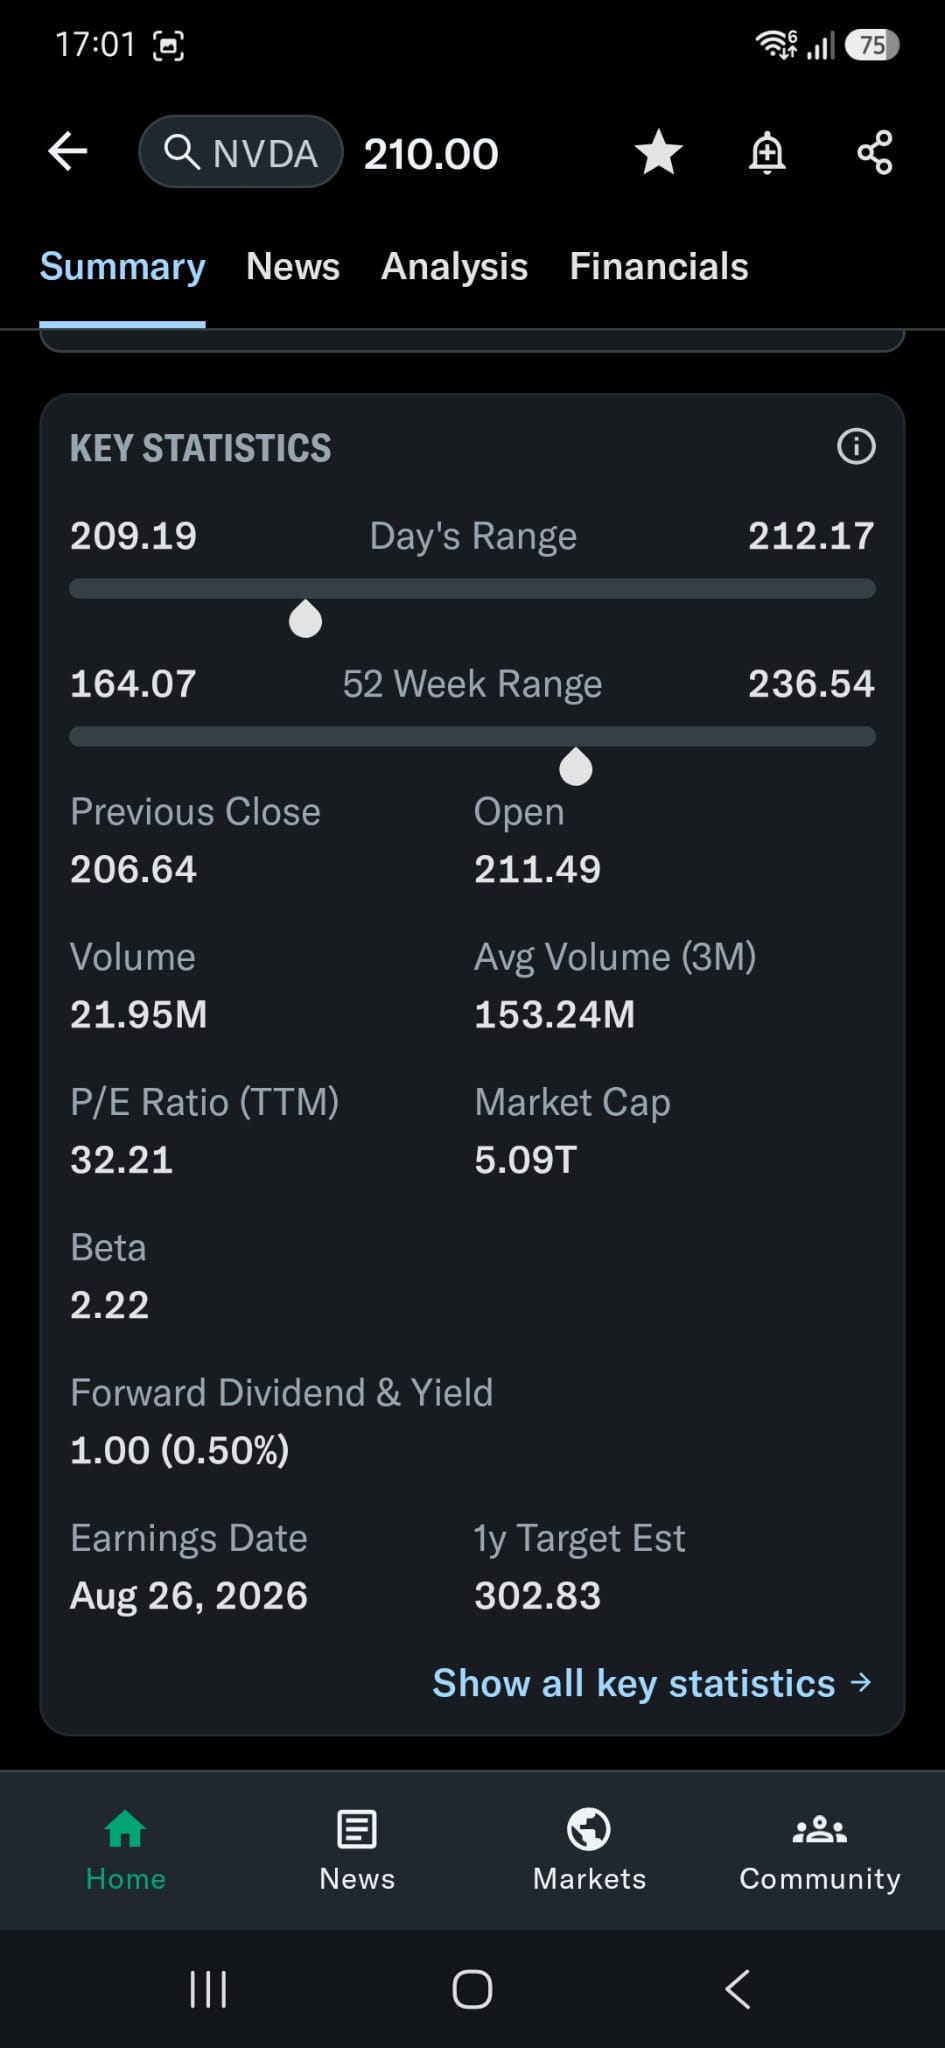 17:01 6 75
NVDA 210.00
Summary News Analysis Financials
KEY STATISTICS
209.19 Day's Range 212.17
164.07 52 Week Range 236.54
Previous Close Open
206.64 211.49
Volume Avg Volume (3M)
21.95M 153.24M
P/E Ratio (TTM) Market Cap
32.21 5.09T
Beta
2.22
Forward Dividend & Yield
1.00 (0.50%)
Earnings Date 1y Target Est
Aug 26, 2026 302.83
Show all key statistics →
Home News Markets Community